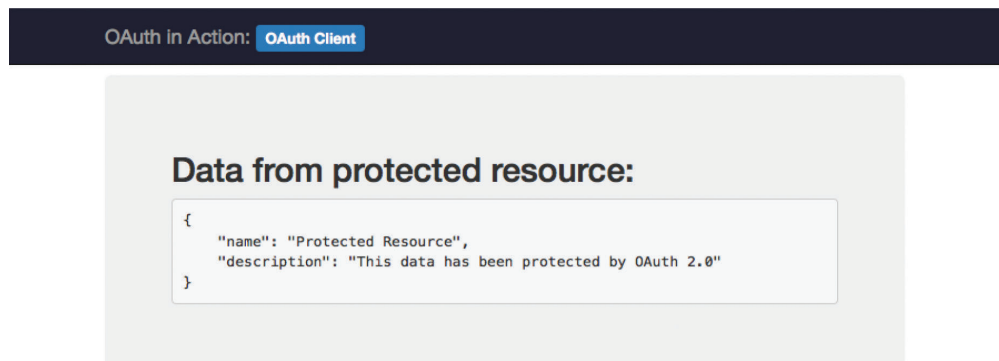 OAuth in Action: OAuth Client
Data from protected resource:
{
    "name": "Protected Resource",
    "description": "This data has been protected by OAuth 2.0"
}